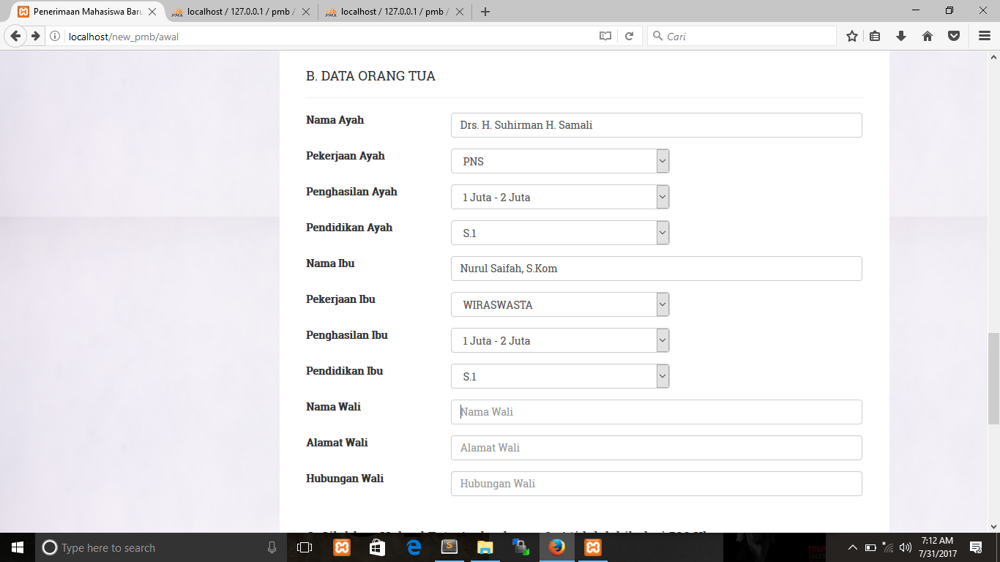 Penerimaan Mahasiswa Baru
localhost / 127.0.0.1 / pmb /
localhost / 127.0.0.1 / pmb /
localhost/new_pmb/awal
Cari
B. DATA ORANG TUA
Nama Ayah
Drs. H. Suhirman H. Samali
Pekerjaan Ayah
PNS
Penghasilan Ayah
1 Juta - 2 Juta
Pendidikan Ayah
S.1
Nama Ibu
Nurul Saifah, S.Kom
Pekerjaan Ibu
WIRASWASTA
Penghasilan Ibu
1 Juta - 2 Juta
Pendidikan Ibu
S.1
Nama Wali
Nama Wali
Alamat Wali
Alamat Wali
Hubungan Wali
Hubungan Wali
Type here to search
7:12 AM
7/31/2017